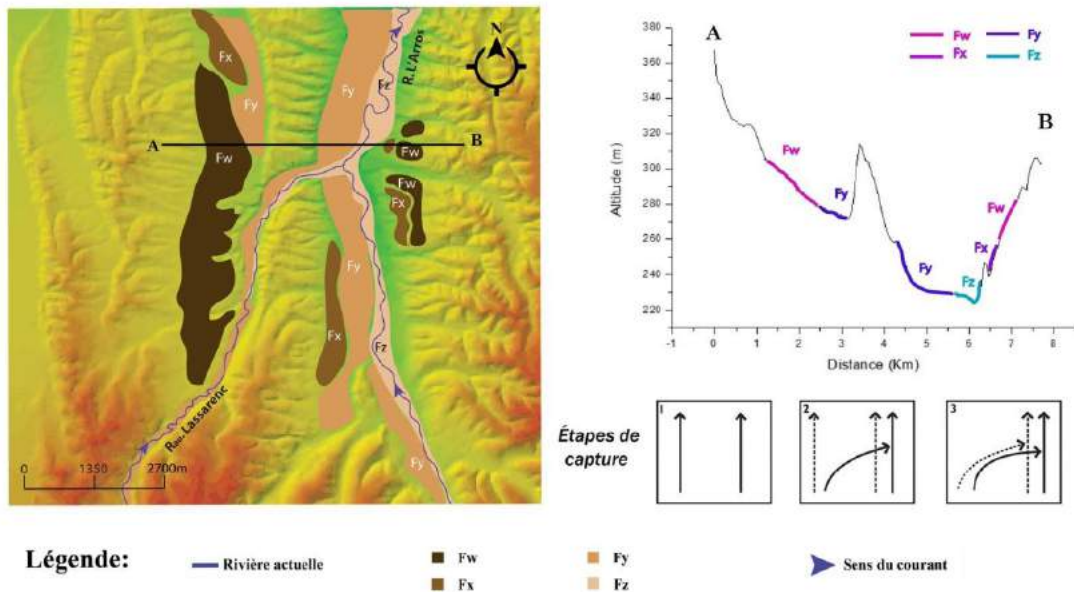 N
Fx
Fy
Fy
Fz
R. L'Arros
A
B
Fw
Fw
Fw
Fx
Fy
Fz
Rau. Lassarenc
Fy
0 1350 2700m
A
B
Fw
Fy
Fx
Fz
380
360
340
320
300
280
260
240
220
Altitude (m)
Fw
Fy
Fy
Fz
Fx
Fw
-1 0 1 2 3 4 5 6 7 8
Distance (Km)
Étapes de
capture
1
2
3
Légende:
Rivière actuelle
Fw
Fy
Sens du courant
Fx
Fz